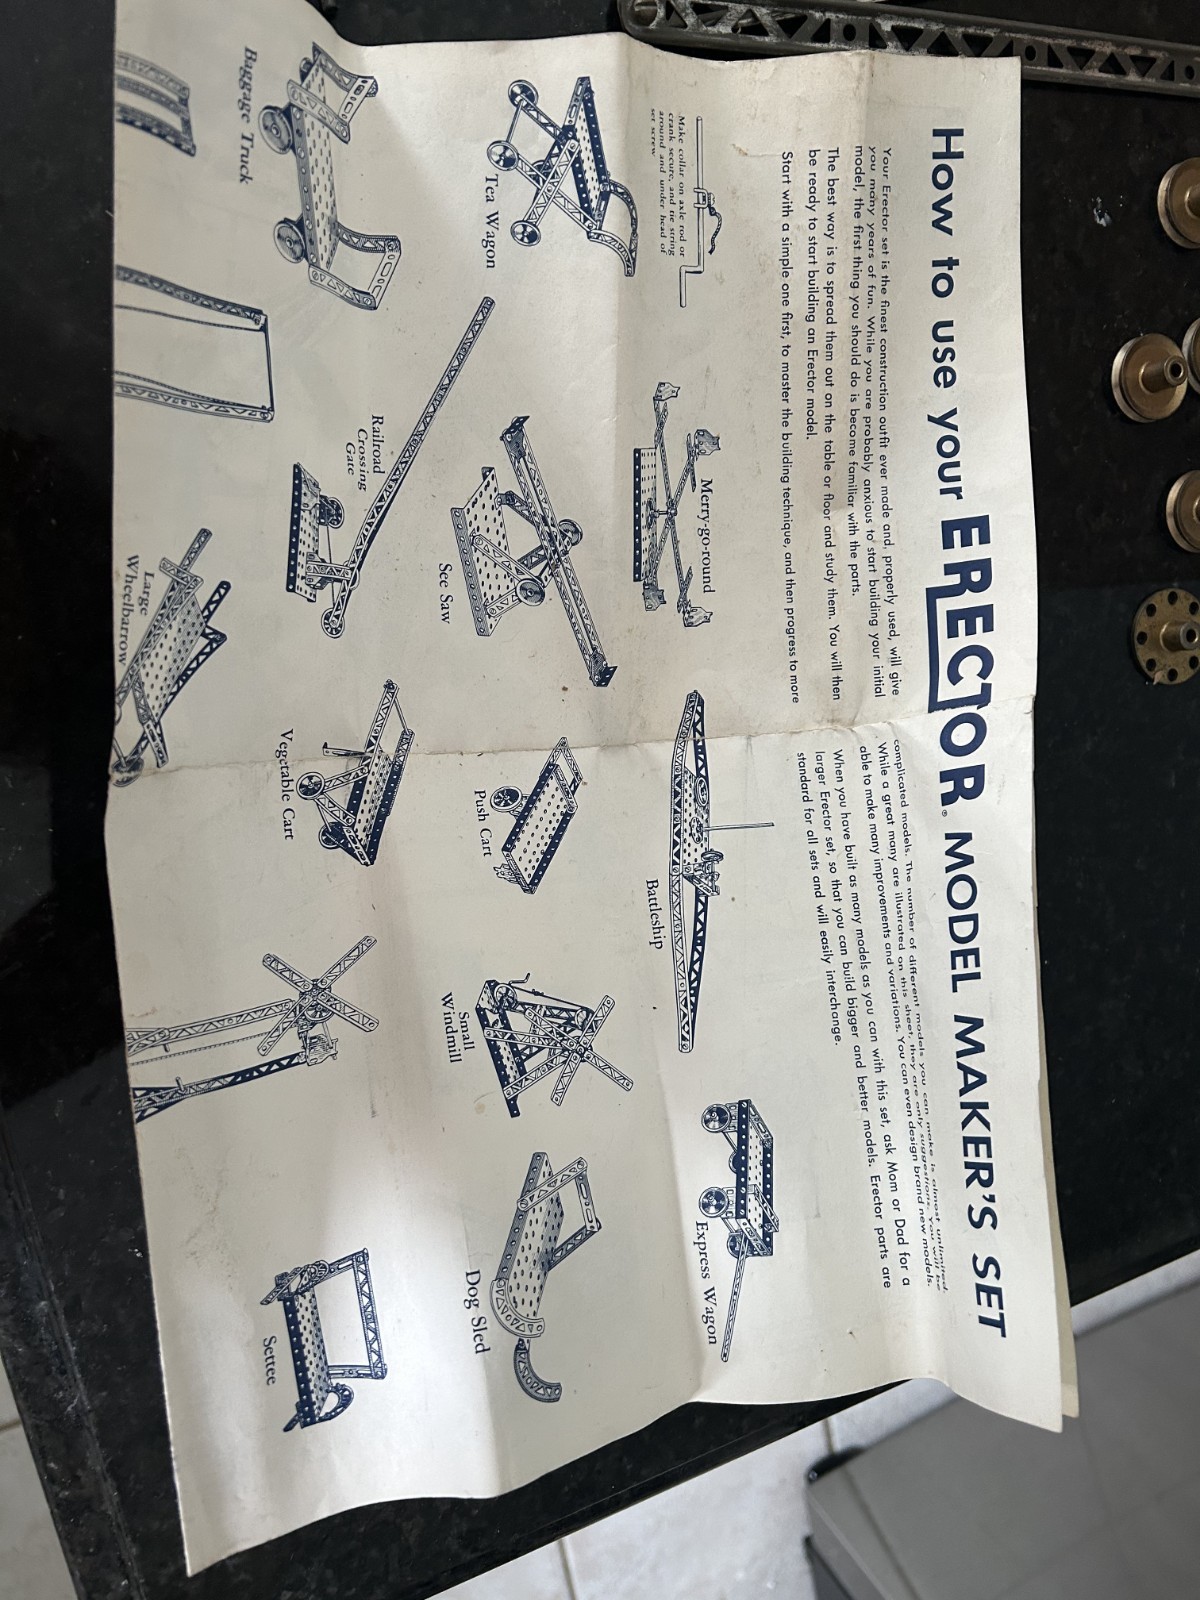 How to use your ERECTOR® MODEL MAKER'S SET
Your Erector set is the finest construction outfit ever made and, properly used, will give
you many years of fun. While you are probably anxious to start building your initial
model, the first thing you should do is become familiar with the parts.
The best way is to spread them out on the table or floor and study them. You will then
be ready to start building an Erector model.
Start with a simple one first, to master the building technique, and then progress to more
complicated models. The number of different models you can make is almost unlimited.
While a great many are illustrated on this sheet, they are only suggestions. You will be
able to make many improvements and variations. You can even design brand new models.
When you have built as many models as you can with this set, ask Mom or Dad for a
larger Erector set, so that you can build bigger and better models. Erector parts are
standard for all sets and will easily interchange.
Make collar on axle rod or
crank secure, and tie string
around and under head of
set screw
Merry-go-round
Battleship
Express Wagon
Tea Wagon
See Saw
Push Cart
Small
Windmill
Dog Sled
Baggage Truck
Railroad
Crossing
Gate
Vegetable Cart
Settee
Large
Wheelbarrow